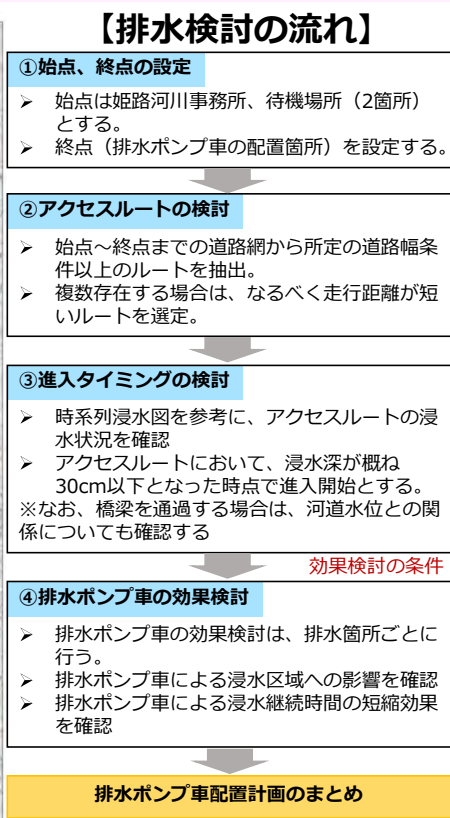 【排水検討の流れ】
①始点、終点の設定
➢ 始点は姫路河川事務所、待機場所（2箇所）
とする。
➢ 終点（排水ポンプ車の配置箇所）を設定する。
②アクセスルートの検討
➢ 始点～終点までの道路網から所定の道路幅条
件以上のルートを抽出。
➢ 複数存在する場合は、なるべく走行距離が短
いルートを選定。
③進入タイミングの検討
➢ 時系列浸水図を参考に、アクセスルートの浸
水状況を確認
➢ アクセスルートにおいて、浸水深が概ね
30cm以下となった時点で進入開始とする。
※なお、橋梁を通過する場合は、河道水位との関
係についても確認する
効果検討の条件
④排水ポンプ車の効果検討
➢ 排水ポンプ車の効果検討は、排水箇所ごとに
行う。
➢ 排水ポンプ車による浸水区域への影響を確認
➢ 排水ポンプ車による浸水継続時間の短縮効果
を確認
排水ポンプ車配置計画のまとめ